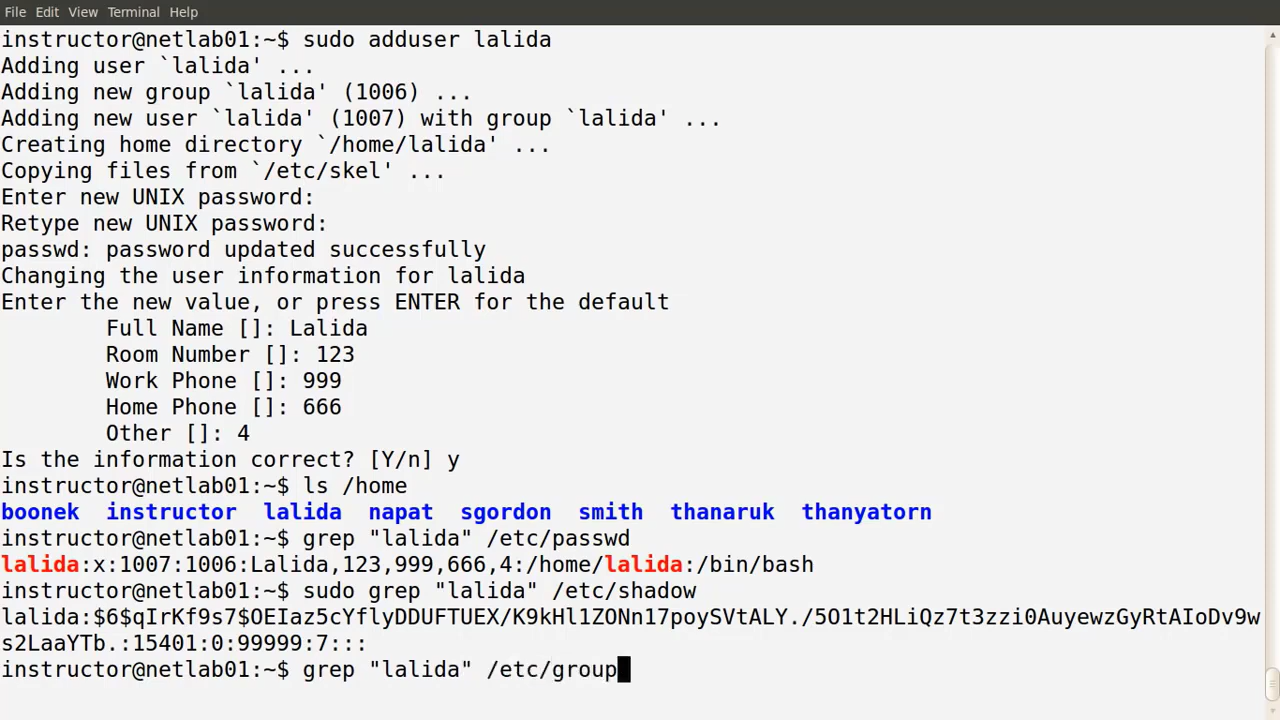 File Edit View Terminal Help
instructor@netlab01:~$ sudo adduser lalida
Adding user `lalida' ...
Adding new group `lalida' (1006) ...
Adding new user `lalida' (1007) with group `lalida' ...
Creating home directory `/home/lalida' ...
Copying files from `/etc/skel' ...
Enter new UNIX password:
Retype new UNIX password:
passwd: password updated successfully
Changing the user information for lalida
Enter the new value, or press ENTER for the default
        Full Name []: Lalida
        Room Number []: 123
        Work Phone []: 999
        Home Phone []: 666
        Other []: 4
Is the information correct? [Y/n] y
instructor@netlab01:~$ ls /home
boonek  instructor  lalida  napat  sgordon  smith  thanaruk  thanyatorn
instructor@netlab01:~$ grep "lalida" /etc/passwd
lalida:x:1007:1006:Lalida,123,999,666,4:/home/lalida:/bin/bash
instructor@netlab01:~$ sudo grep "lalida" /etc/shadow
lalida:$6$qIrKf9s7$OEIaz5cYflyDDUFTUEX/K9kHl1ZONn17poySVtALY./5O1t2HLiQz7t3zzi0AuyewzGyRtAIoDv9w
s2LaaYTb.:15401:0:99999:7:::
instructor@netlab01:~$ grep "lalida" /etc/group